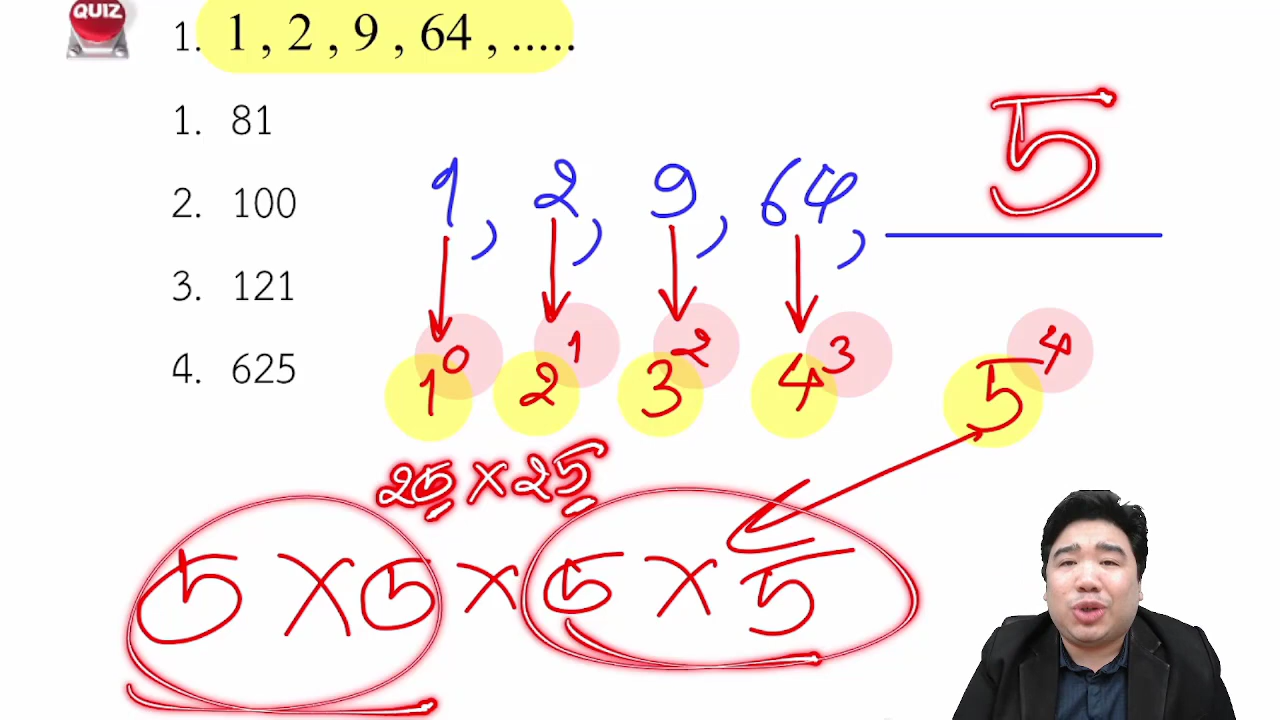 QUIZ
1. 1 , 2 , 9 , 64 , .....
1. 81
2. 100
3. 121
4. 625
1, 2, 9, 64, 5
1⁰ 2¹ 3² 4³ 5⁴
25 × 25
5 × 5 × 5 × 5